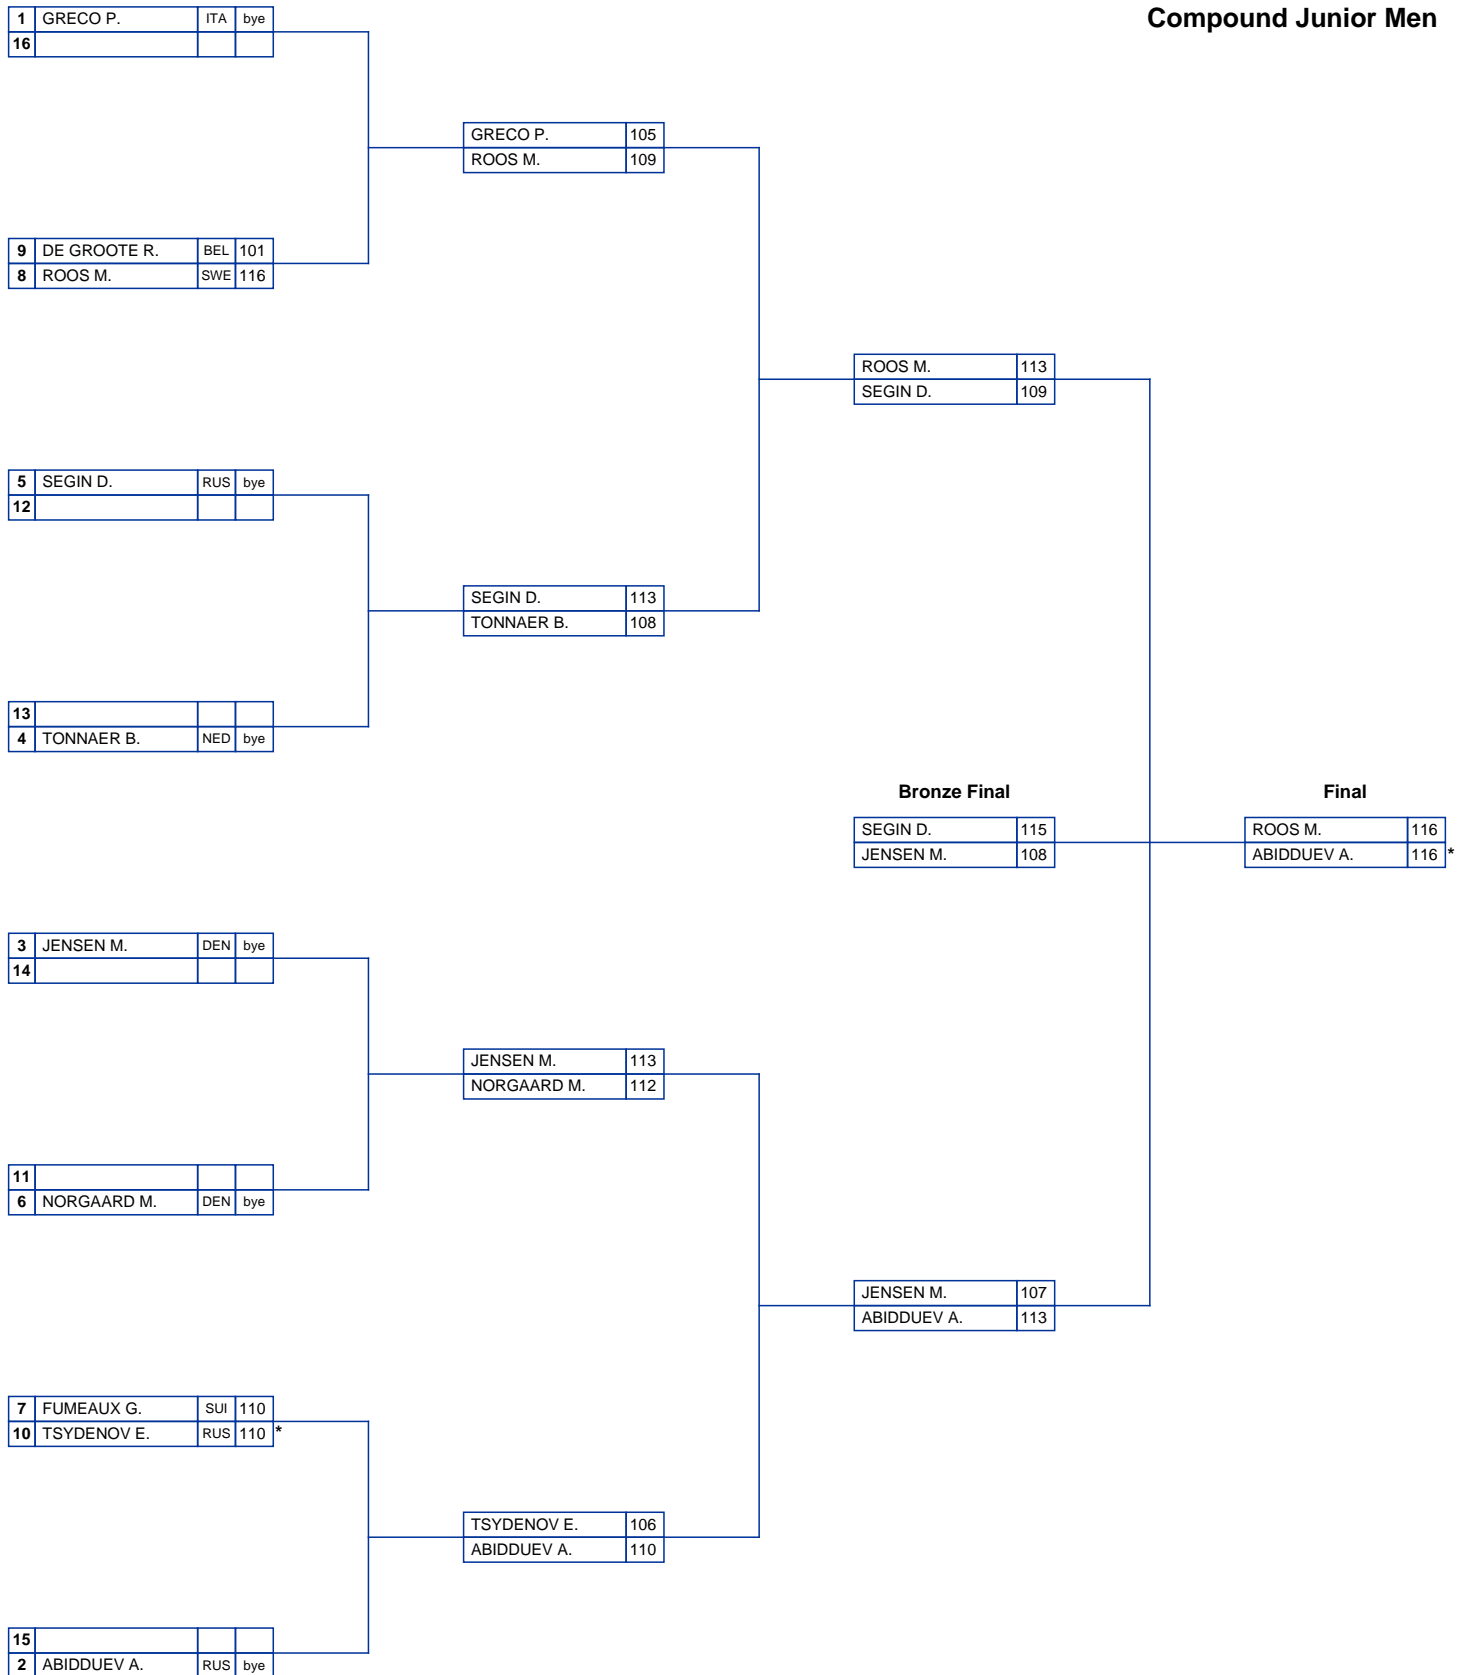 Compound Junior Men
1 GRECO P. ITA bye
16
GRECO P. 105
ROOS M. 109
9 DE GROOTE R. BEL 101
8 ROOS M. SWE 116
ROOS M. 113
SEGIN D. 109
5 SEGIN D. RUS bye
12
SEGIN D. 113
TONNAER B. 108
13
4 TONNAER B. NED bye
Bronze Final Final
SEGIN D. 115 ROOS M. 116
JENSEN M. 108 ABIDDUEV A. 116 *
3 JENSEN M. DEN bye
14
JENSEN M. 113
NORGAARD M. 112
11
6 NORGAARD M. DEN bye
JENSEN M. 107
ABIDDUEV A. 113
7 FUMEAUX G. SUI 110
10 TSYDENOV E. RUS 110 *
TSYDENOV E. 106
ABIDDUEV A. 110
15
2 ABIDDUEV A. RUS bye